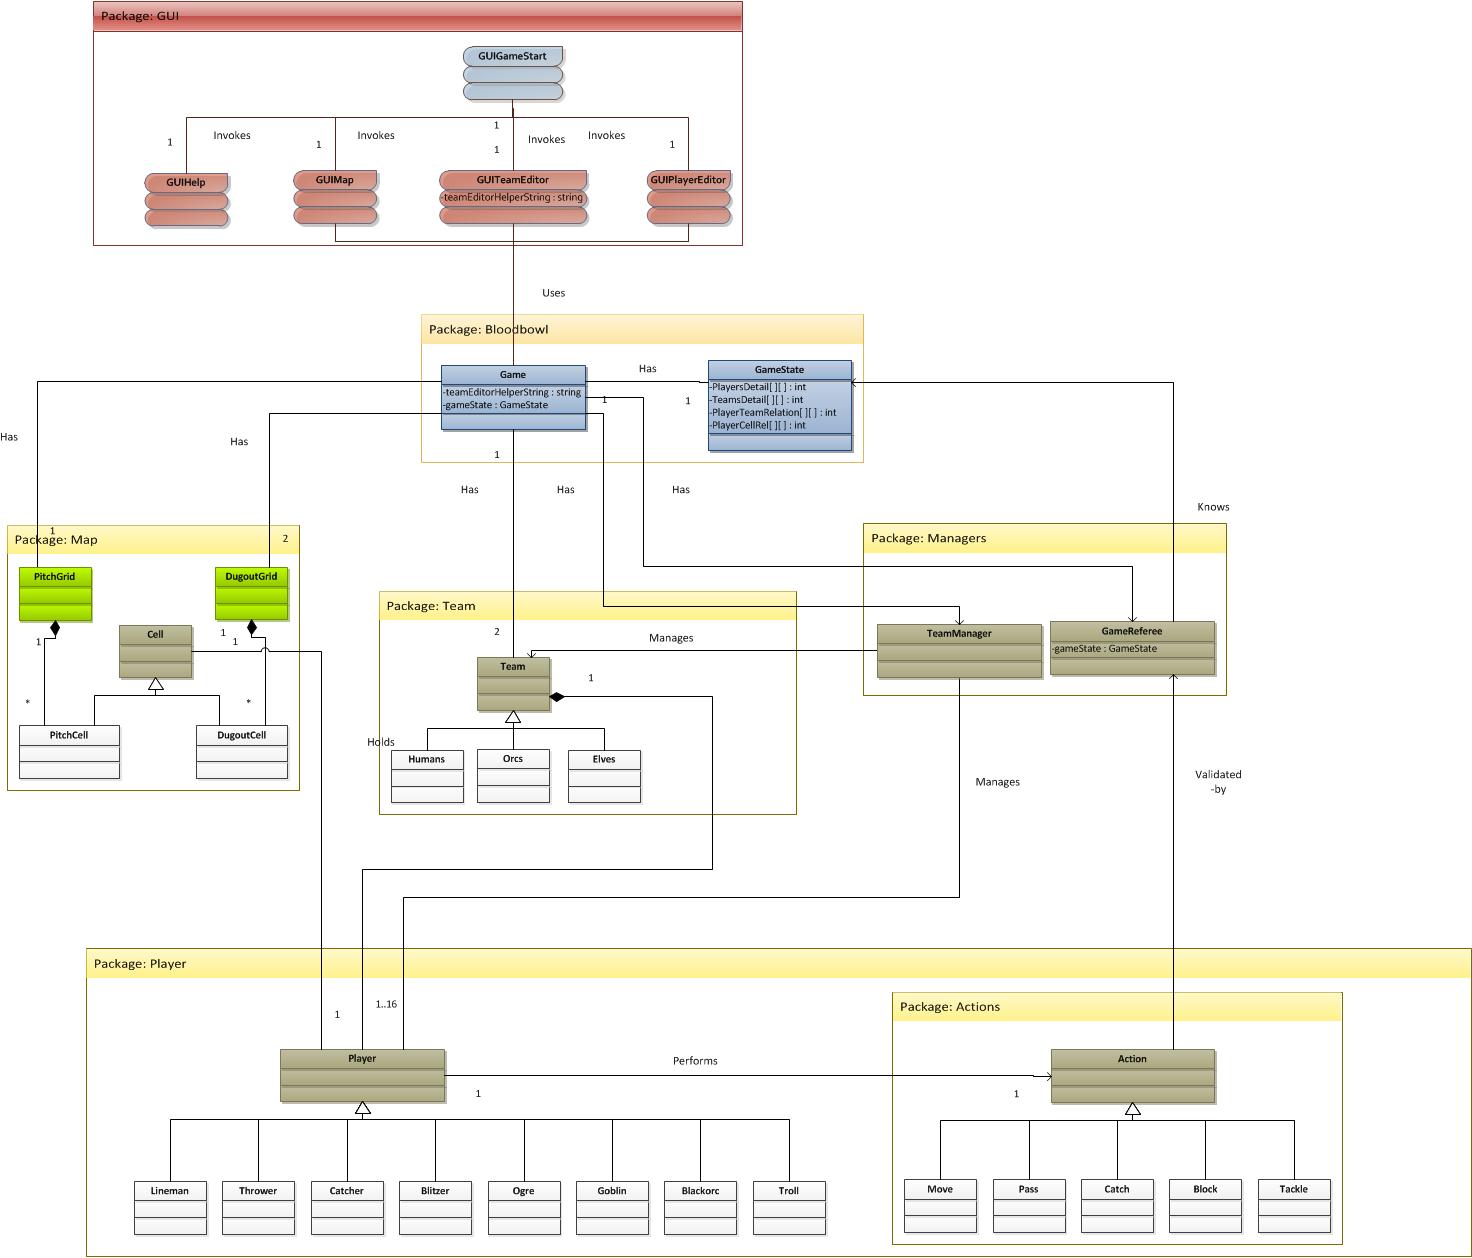 Package: GUI
GUIGameStart
1
Invokes
1
Invokes
1
1
Invokes
Invokes
1
GUIHelp
GUIMap
GUITeamEditor
-teamEditorHelperString : string
GUIPlayerEditor
Uses
Package: Bloodbowl
Game
-teamEditorHelperString : string
-gameState : GameState
Has
1
1
GameState
-PlayersDetail[ ][ ] : int
-TeamsDetail[ ][ ] : int
-PlayerTeamRelation[ ][ ] : int
-PlayerCellRel[ ][ ] : int
Has
Has
1
Has
Has
Has
Knows
1
Package: Map
2
PitchGrid
DugoutGrid
Cell
1
1
1
*
*
PitchCell
DugoutCell
Package: Team
2
Team
1
Manages
Holds
Humans
Orcs
Elves
Package: Managers
TeamManager
GameReferee
-gameState : GameState
Manages
Validated
-by
Package: Player
1
1..16
Player
1
Performs
1
Lineman
Thrower
Catcher
Blitzer
Ogre
Goblin
Blackorc
Troll
Package: Actions
Action
Move
Pass
Catch
Block
Tackle